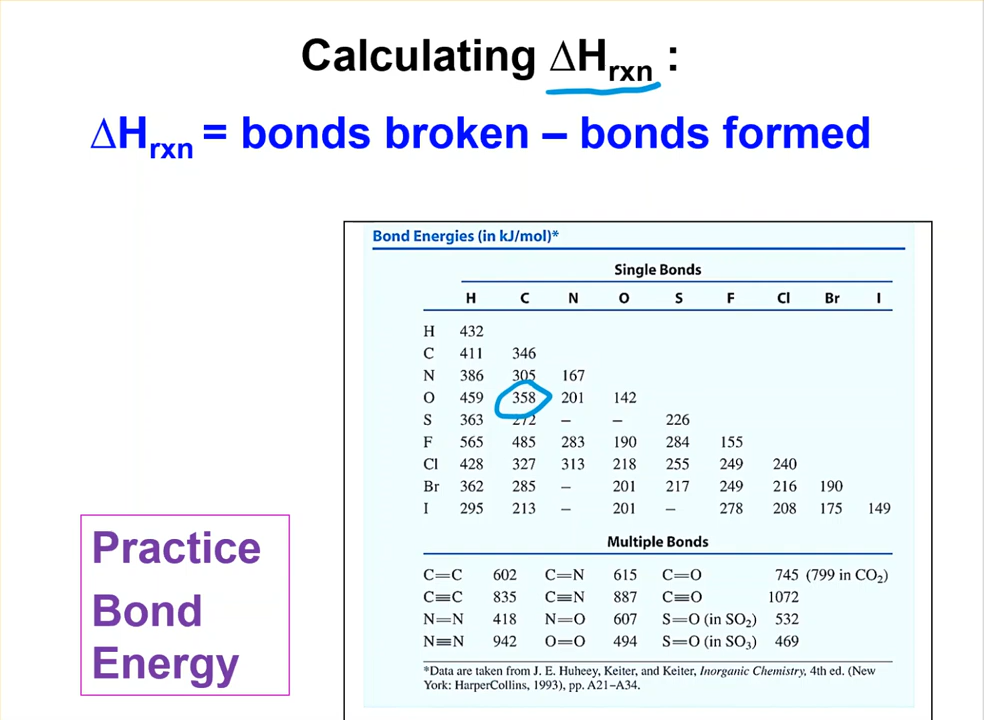 Calculating ΔHrxn :
ΔHrxn = bonds broken – bonds formed
Bond Energies (in kJ/mol)*
Single Bonds
H C N O S F Cl Br I
H 432
C 411 346
N 386 305 167
O 459 358 201 142
S 363 272 – – 226
F 565 485 283 190 284 155
Cl 428 327 313 218 255 249 240
Br 362 285 – 201 217 249 216 190
I 295 213 – 201 – 278 208 175 149
Multiple Bonds
C=C 602 C=N 615 C=O 745 (799 in CO₂)
C≡C 835 C≡N 887 C≡O 1072
N=N 418 N=O 607 S=O (in SO₂) 532
N≡N 942 O=O 494 S=O (in SO₃) 469
*Data are taken from J. E. Huheey, Keiter, and Keiter, Inorganic Chemistry, 4th ed. (New
York: HarperCollins, 1993), pp. A21–A34.
Practice
Bond
Energy